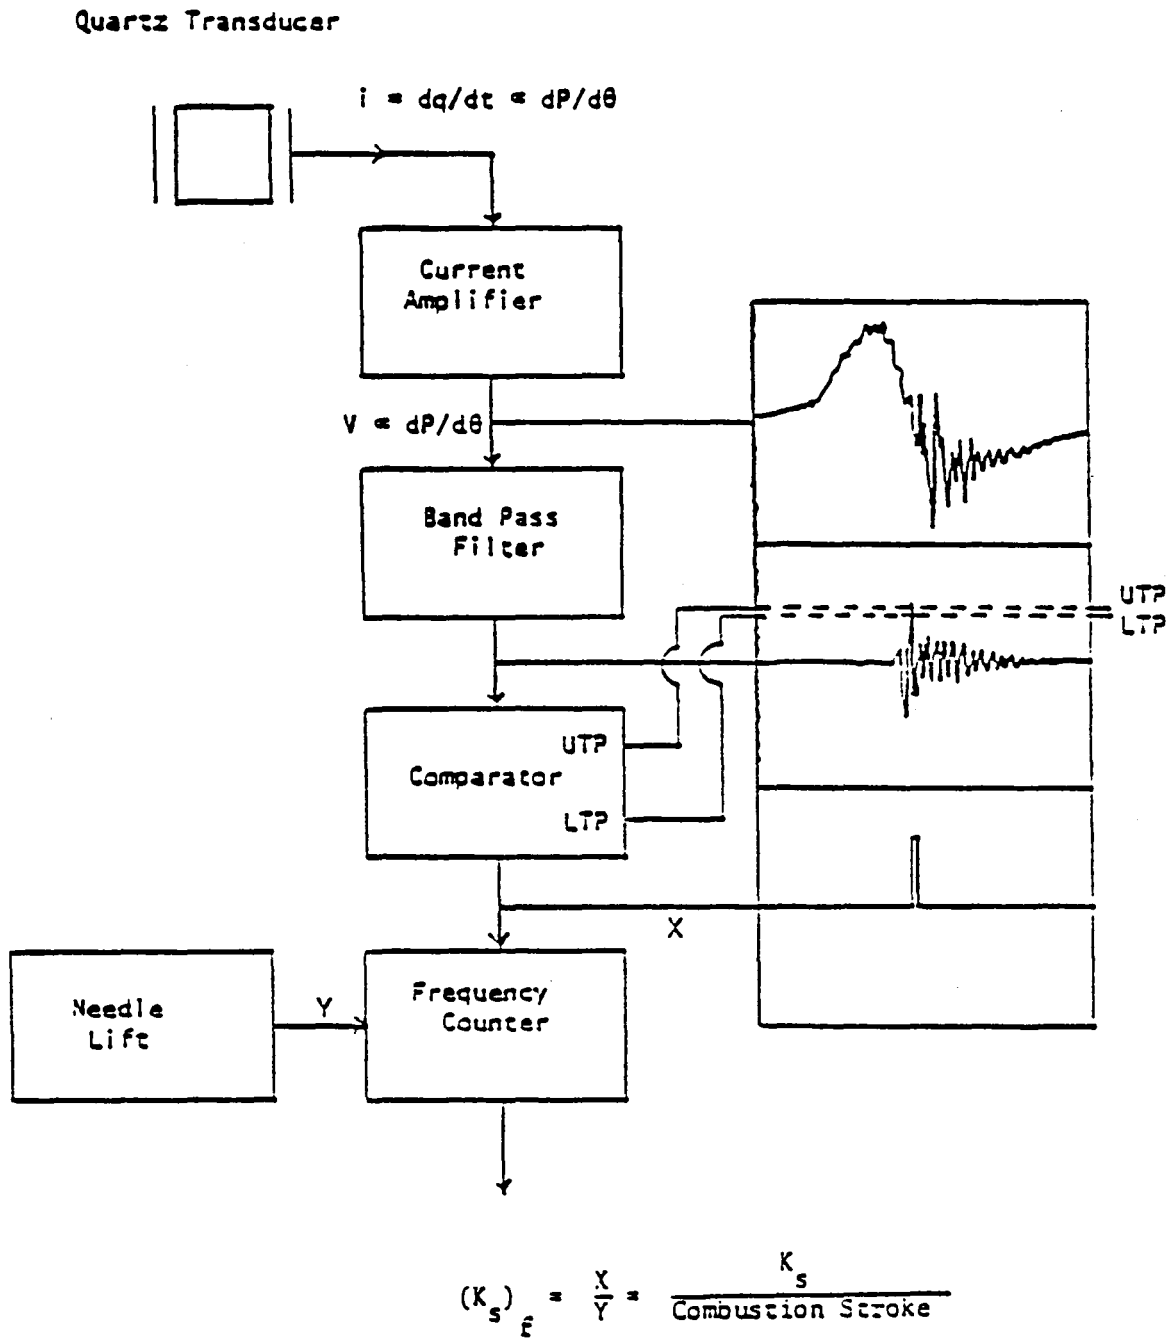 Quartz Transducer
i = dq/dt ∝ dP/dθ
Current
Amplifier
V ∝ dP/dθ
Band Pass
Filter
UTP
LTP
UTP
Comparator
LTP
X
Needle
Lift
Y
Frequency
Counter
(K_s)_f = X/Y = K_s / Combustion Stroke